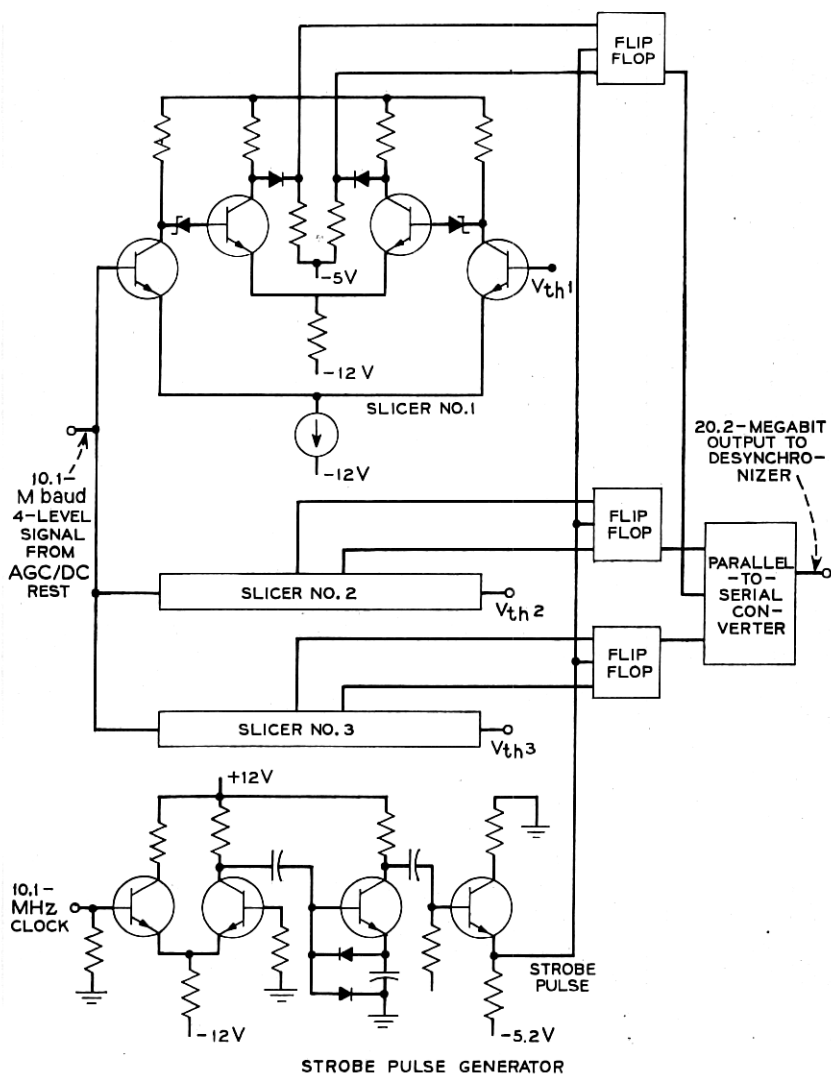 FLIP
FLOP
-5V
Vth1
-12V
SLICER NO.1
-12V
10.1-
M baud
4-LEVEL
SIGNAL
FROM
AGC/DC
REST
20.2-MEGABIT
OUTPUT TO
DESYNCHRO-
NIZER
FLIP
FLOP
PARALLEL
-TO-
SERIAL
CON-
VERTER
SLICER NO. 2
Vth2
FLIP
FLOP
SLICER NO. 3
Vth3
+12V
10.1-
MHz
CLOCK
STROBE
PULSE
-12V
-5.2V
STROBE PULSE GENERATOR